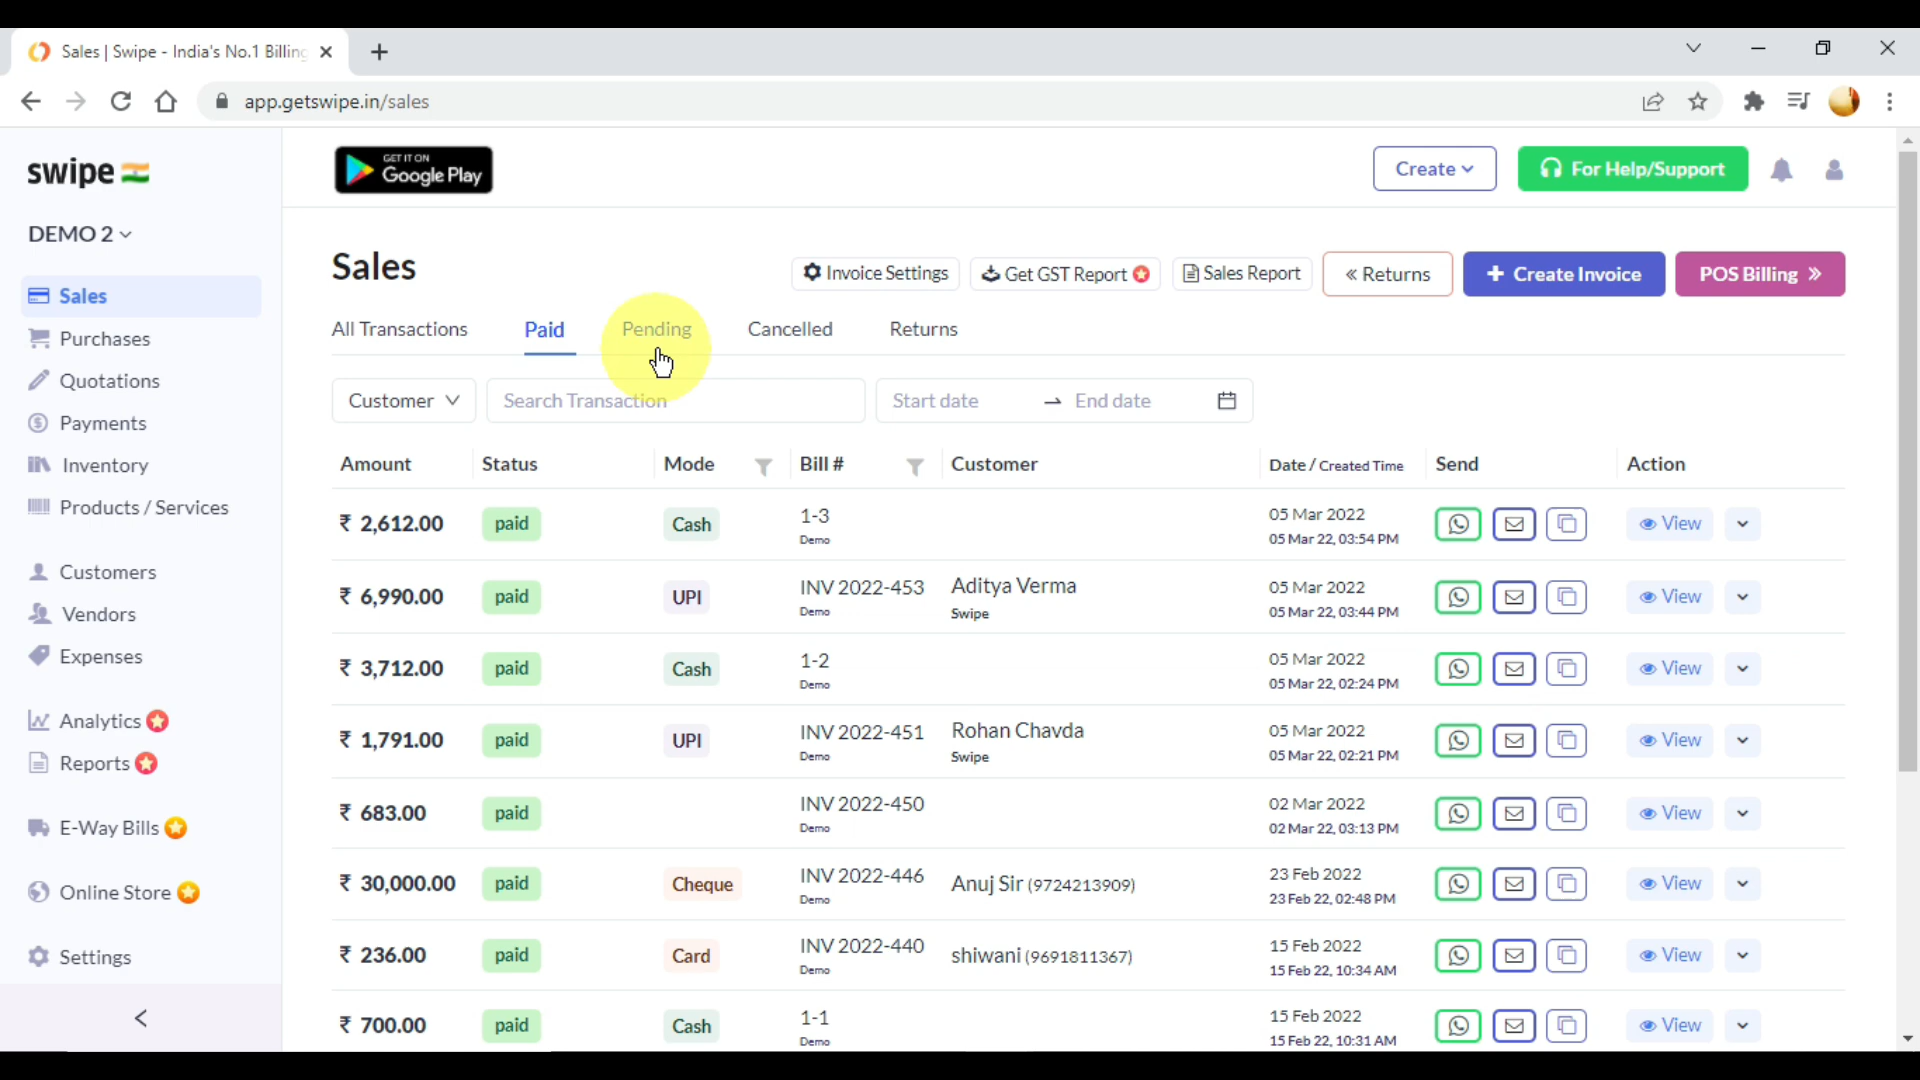 Sales | Swipe - India's No.1 Billing
app.getswipe.in/sales
swipe
GET IT ON
Google Play
Create
For Help/Support
DEMO 2
Sales
Purchases
Quotations
Payments
Inventory
Products / Services
Customers
Vendors
Expenses
Analytics
Reports
E-Way Bills
Online Store
Settings
Sales
Invoice Settings
Get GST Report
Sales Report
« Returns
+ Create Invoice
POS Billing »
All Transactions Paid Pending Cancelled Returns
Customer Search Transaction Start date → End date
Amount Status Mode Bill # Customer Date / Created Time Send Action
₹ 2,612.00 paid Cash 1-3 05 Mar 2022 View
Demo 05 Mar 22, 03:54 PM
₹ 6,990.00 paid UPI INV 2022-453 Aditya Verma 05 Mar 2022 View
Demo Swipe 05 Mar 22, 03:44 PM
₹ 3,712.00 paid Cash 1-2 05 Mar 2022 View
Demo 05 Mar 22, 02:24 PM
₹ 1,791.00 paid UPI INV 2022-451 Rohan Chavda 05 Mar 2022 View
Demo Swipe 05 Mar 22, 02:21 PM
₹ 683.00 paid INV 2022-450 02 Mar 2022 View
Demo 02 Mar 22, 03:13 PM
₹ 30,000.00 paid Cheque INV 2022-446 Anuj Sir (9724213909) 23 Feb 2022 View
Demo 23 Feb 22, 02:48 PM
₹ 236.00 paid Card INV 2022-440 shiwani (9691811367) 15 Feb 2022 View
Demo 15 Feb 22, 10:34 AM
₹ 700.00 paid Cash 1-1 15 Feb 2022 View
Demo 15 Feb 22, 10:31 AM